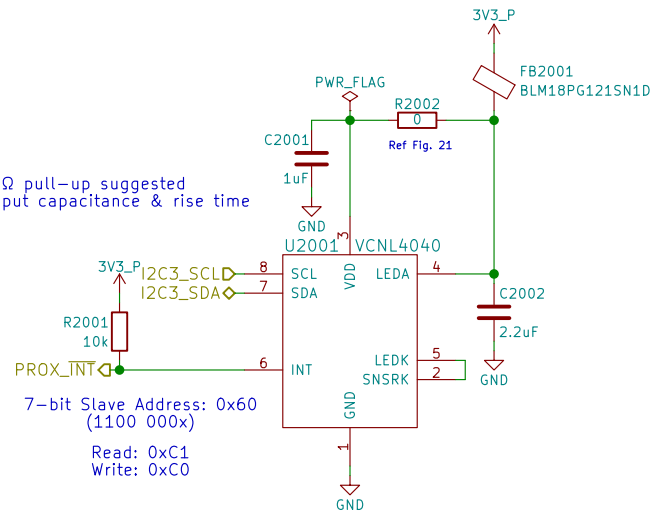 3V3_P
FB2001
BLM18PG121SN1D
PWR_FLAG
R2002
0
Ref Fig. 21
C2001
1uF
GND
Ω pull-up suggested
put capacitance & rise time
U2001 VCNL4040
3
VDD
3V3_P
I2C3_SCL 8 SCL
I2C3_SDA 7 SDA
LEDA 4
C2002
2.2uF
GND
R2001
10k
PROX_INT 6 INT
LEDK 5
SNSRK 2
GND
1
GND
7-bit Slave Address: 0x60
(1100 000x)
Read: 0xC1
Write: 0xC0